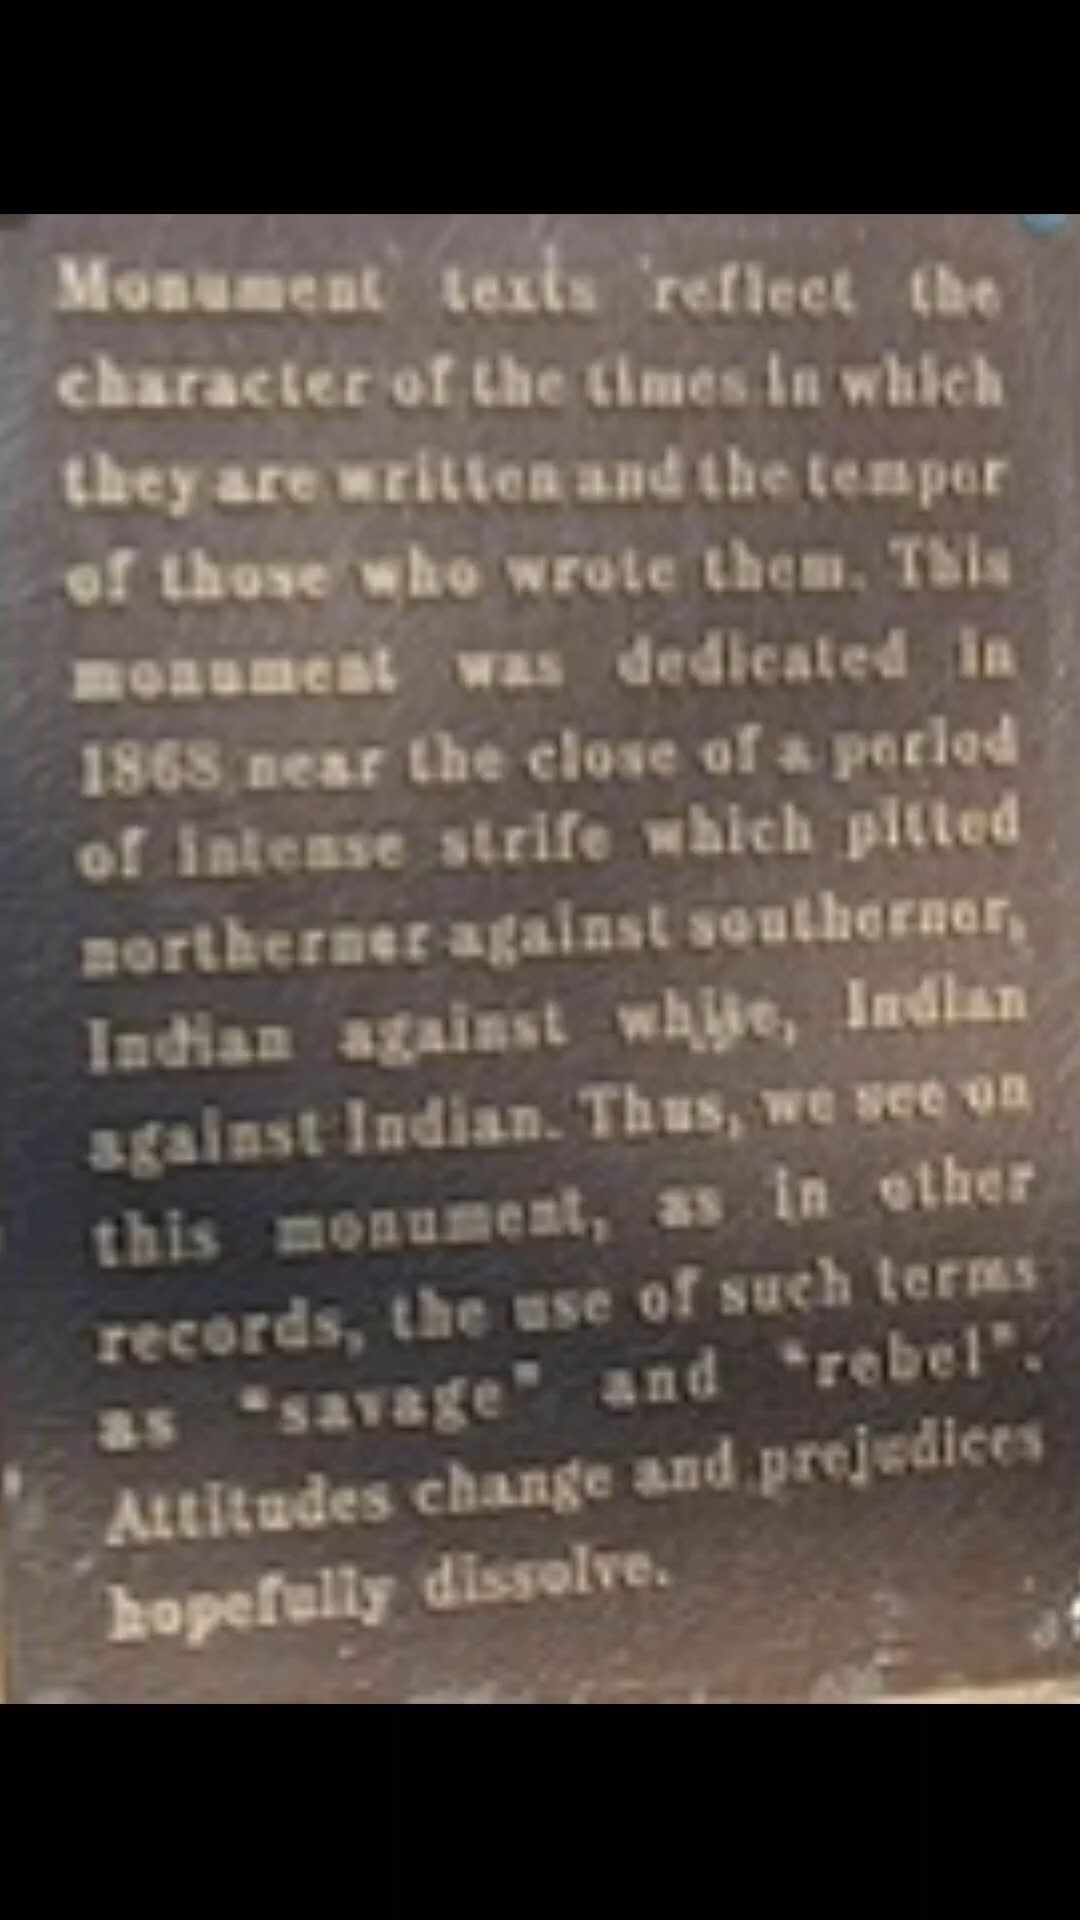 Monument texts reflect the
character of the times in which
they are written and the temper
of those who wrote them. This
monument was dedicated in
1868 near the close of a period
of intense strife which pitted
northerner against southerner,
Indian against white, Indian
against Indian. Thus, we see on
this monument, as in other
records, the use of such terms
as "savage" and "rebel".
Attitudes change and prejudices
hopefully dissolve.